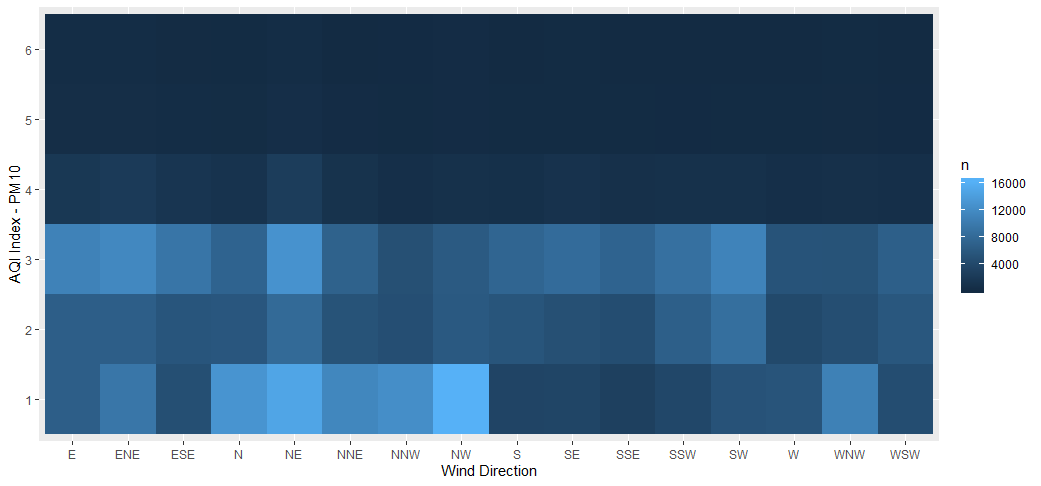 6
5
4
3
2
1
AQI Index - PM10
E ENE ESE N NE NNE NNW NW S SE SSE SSW SW W WNW WSW
Wind Direction
n
16000
12000
8000
4000